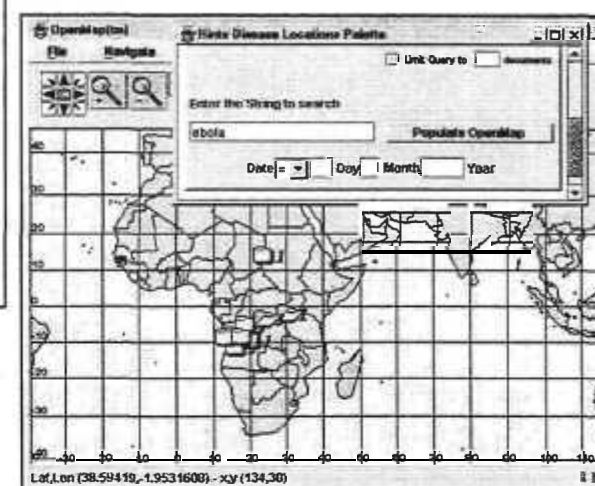 OpenMap(tm)
File Navigate
Hints Disease Locations Palette
Limit Query to documents
Enter the String to search
ebola
Populate OpenMap
Date = Day Month Year
40
30
20
10
0
-10
-20
-30
Lat,Lon (38.59419,-1.9531608) - x,y (134,30)